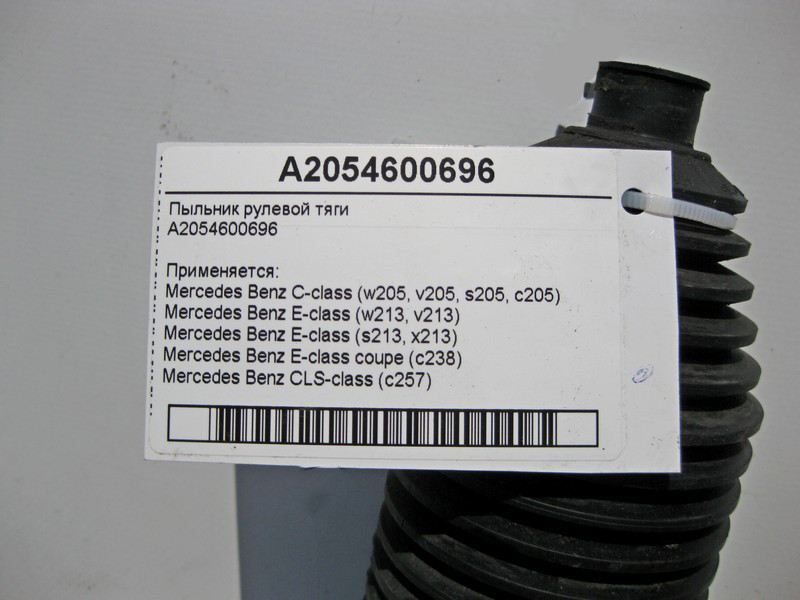 A2054600696
Пыльник рулевой тяги
A2054600696
Применяется:
Mercedes Benz C-class (w205, v205, s205, c205)
Mercedes Benz E-class (w213, v213)
Mercedes Benz E-class (s213, x213)
Mercedes Benz E-class coupe (c238)
Mercedes Benz CLS-class (c257)